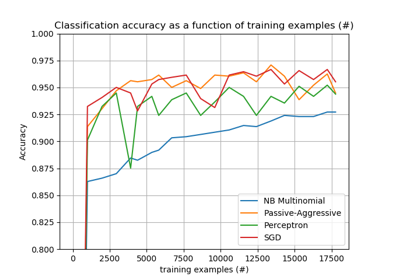 Classification accuracy as a function of training examples (#)
1.000
0.975
0.950
0.925
0.900
0.875
0.850
0.825
0.800
Accuracy
NB Multinomial
Passive-Aggressive
Perceptron
SGD
0 2500 5000 7500 10000 12500 15000 17500
training examples (#)